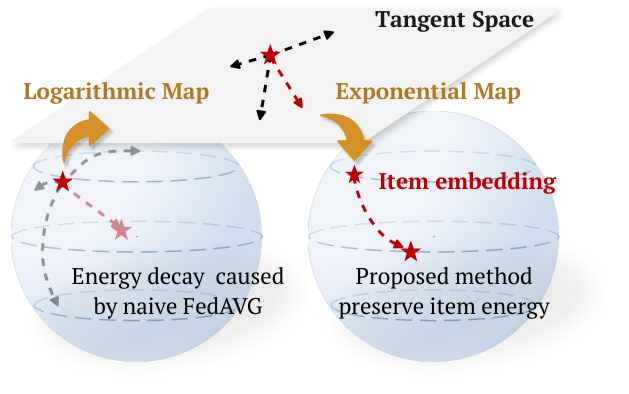 Tangent Space
Logarithmic Map
Exponential Map
Item embedding
Energy decay caused
by naive FedAVG
Proposed method
preserve item energy